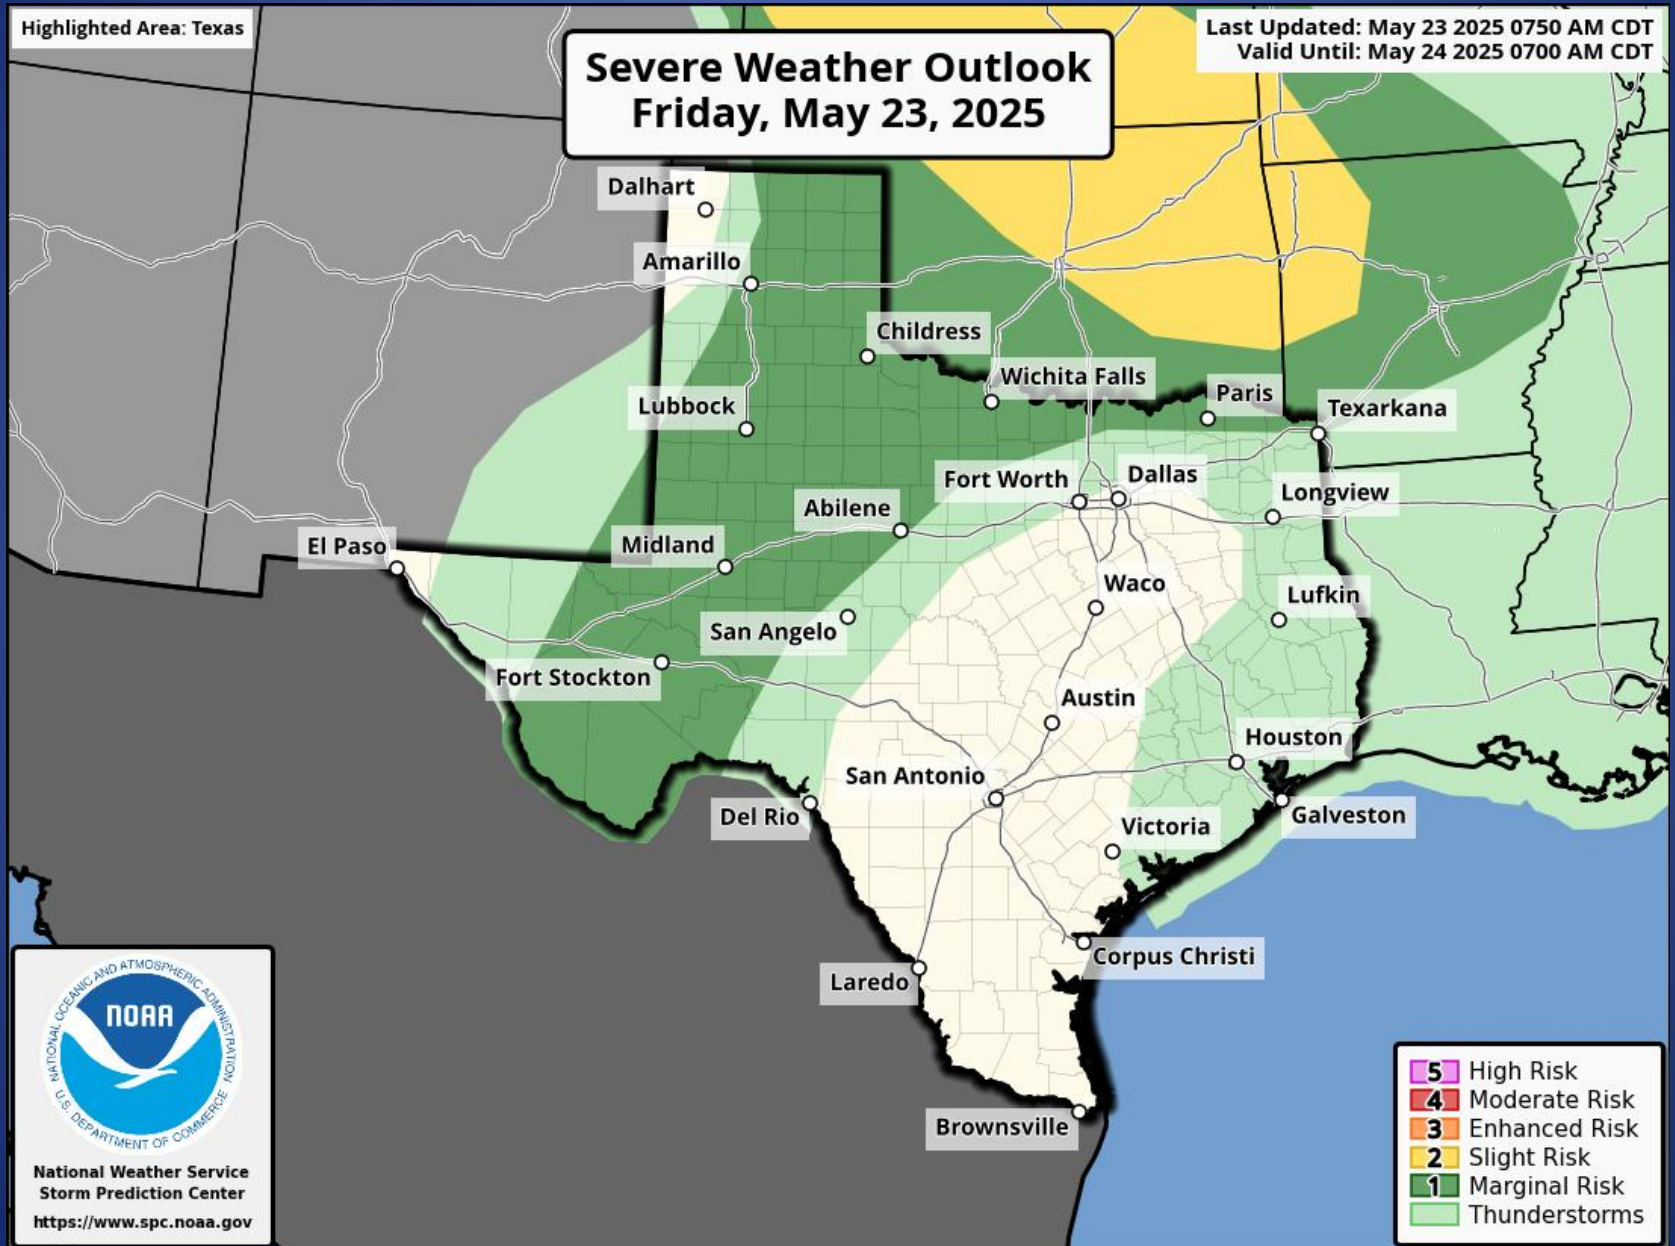 Highlighted Area: Texas
Severe Weather Outlook
Friday, May 23, 2025
Last Updated: May 23 2025 0750 AM CDT
Valid Until: May 24 2025 0700 AM CDT
Dalhart
Amarillo
Childress
Wichita Falls
Paris
Lubbock
Texarkana
Fort Worth
Dallas
Longview
Abilene
El Paso
Midland
Waco
Lufkin
San Angelo
Fort Stockton
Austin
Houston
San Antonio
Del Rio
Galveston
Victoria
Corpus Christi
Laredo
Brownsville
NATIONAL OCEANIC AND ATMOSPHERIC ADMINISTRATION
NOAA
U.S. DEPARTMENT OF COMMERCE
National Weather Service
Storm Prediction Center
https://www.spc.noaa.gov
5 High Risk
4 Moderate Risk
3 Enhanced Risk
2 Slight Risk
1 Marginal Risk
Thunderstorms